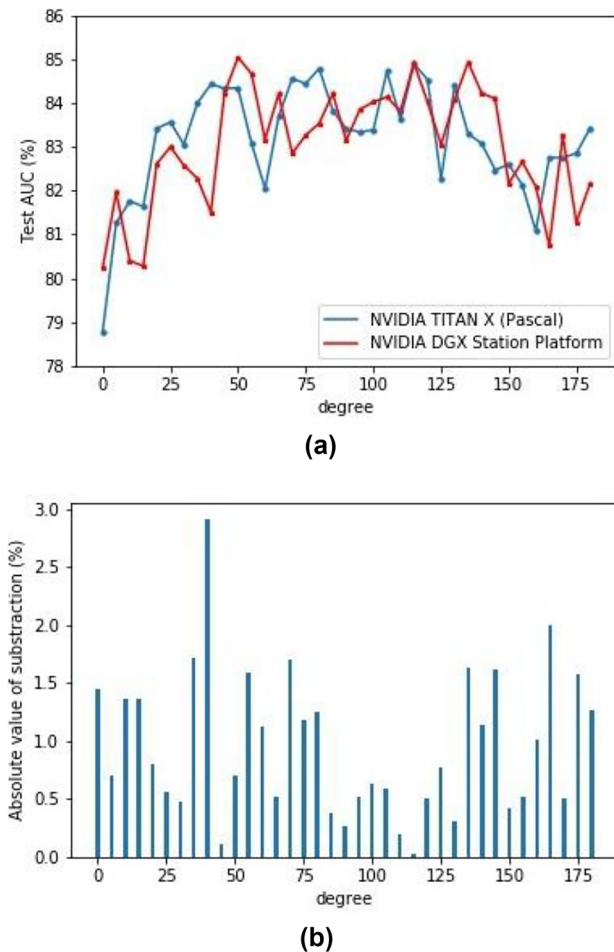 86
85
84
83
82
81
80
79
78
Test AUC (%)
NVIDIA TITAN X (Pascal)
NVIDIA DGX Station Platform
0 25 50 75 100 125 150 175
degree
(a)
3.0
2.5
2.0
1.5
1.0
0.5
0.0
Absolute value of substraction (%)
0 25 50 75 100 125 150 175
degree
(b)